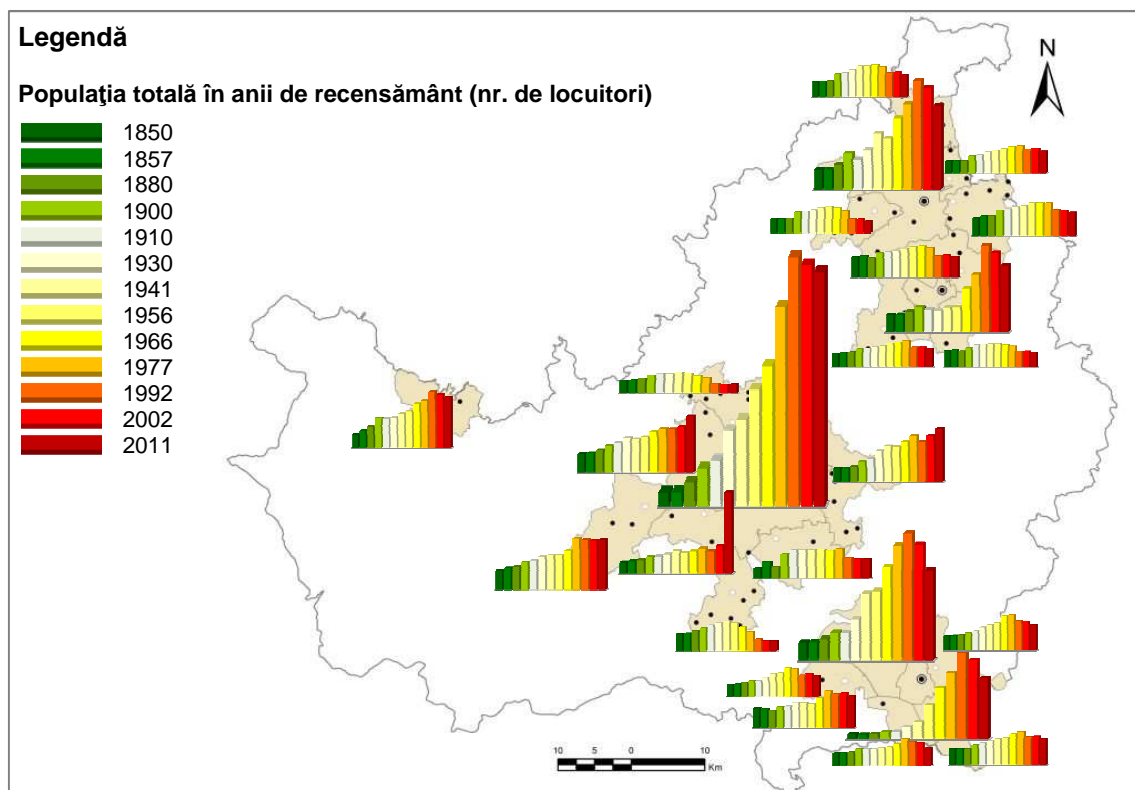 Legendă
Populaţia totală în anii de recensământ (nr. de locuitori)
1850
1857
1880
1900
1910
1930
1941
1956
1966
1977
1992
2002
2011
N
10 5 0 10
Km